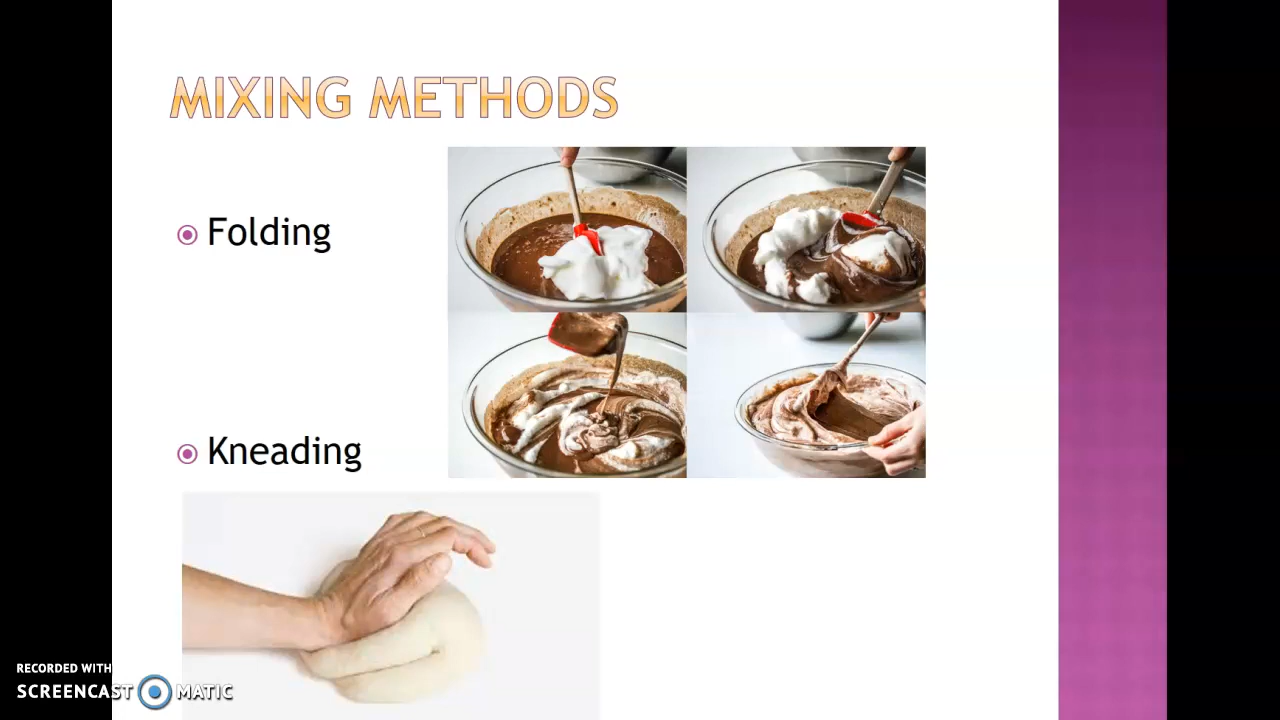 MIXING METHODS
Folding
Kneading
RECORDED WITH
SCREENCAST MATIC